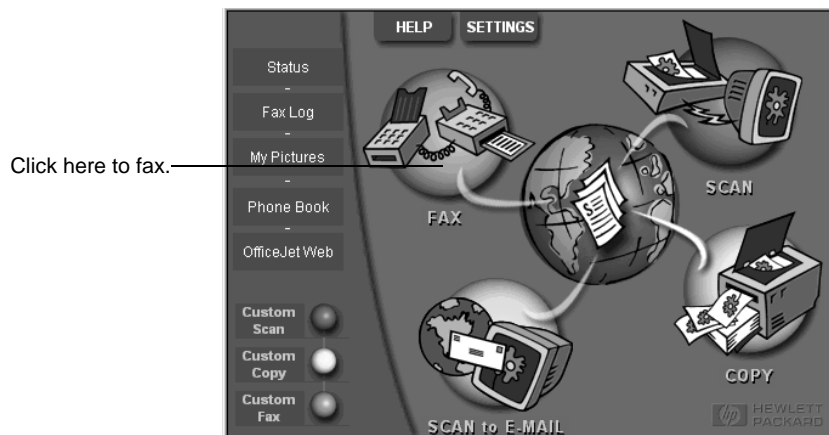 HELP
SETTINGS
Status
Fax Log
My Pictures
Phone Book
OfficeJet Web
Click here to fax.
FAX
SCAN
Custom
Scan
Custom
Copy
Custom
Fax
SCAN to E-MAIL
COPY
hp
HEWLETT
PACKARD